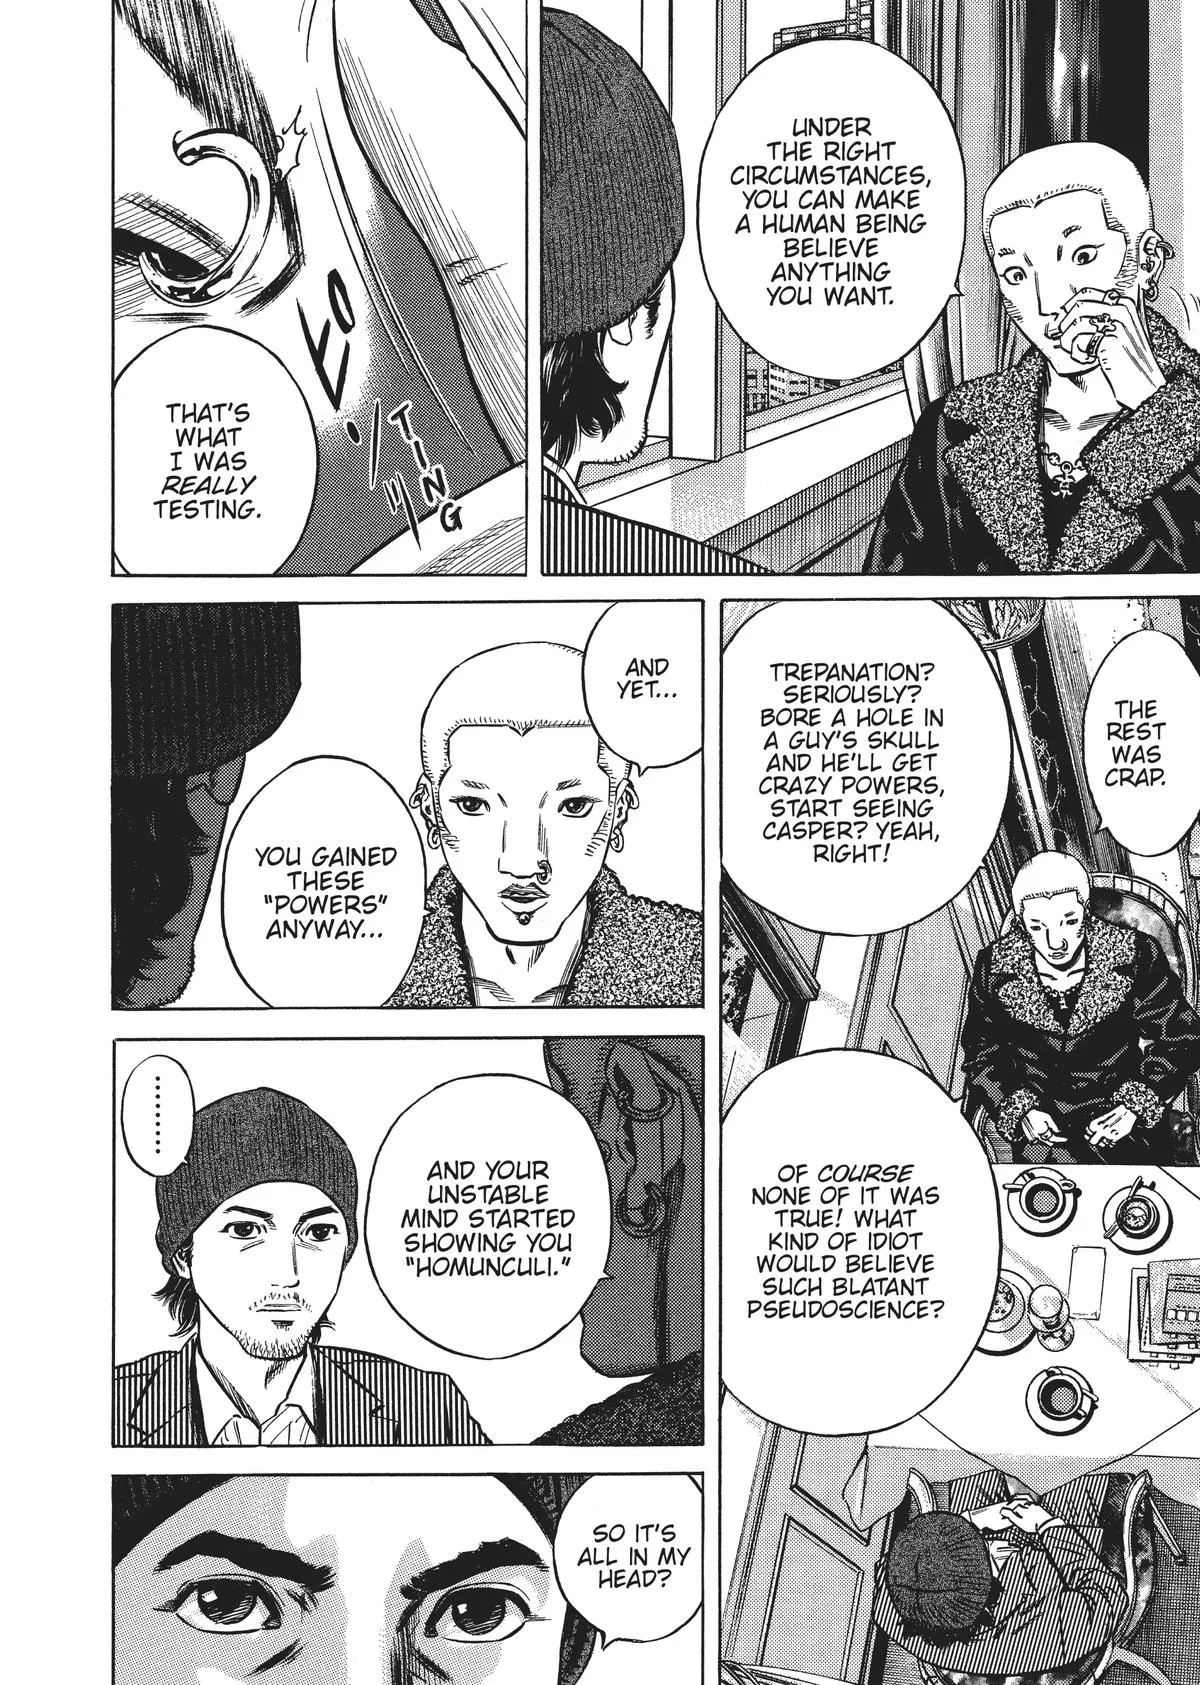 UNDER
THE RIGHT
CIRCUMSTANCES,
YOU CAN MAKE
A HUMAN BEING
BELIEVE
ANYTHING
YOU WANT.
TING
THAT'S
WHAT
I WAS
REALLY
TESTING.
THE
REST
WAS
CRAP.
TREPANATION?
SERIOUSLY?
BORE A HOLE IN
A GUY'S SKULL
AND HE'LL GET
CRAZY POWERS,
START SEEING
CASPER? YEAH,
RIGHT!
OF COURSE
NONE OF IT WAS
TRUE! WHAT
KIND OF IDIOT
WOULD BELIEVE
SUCH BLATANT
PSEUDOSCIENCE?
AND
YET...
YOU GAINED
THESE
"POWERS"
ANYWAY...
AND YOUR
UNSTABLE
MIND STARTED
SHOWING YOU
"HOMUNCULI."
.........
SO IT'S
ALL IN MY
HEAD?